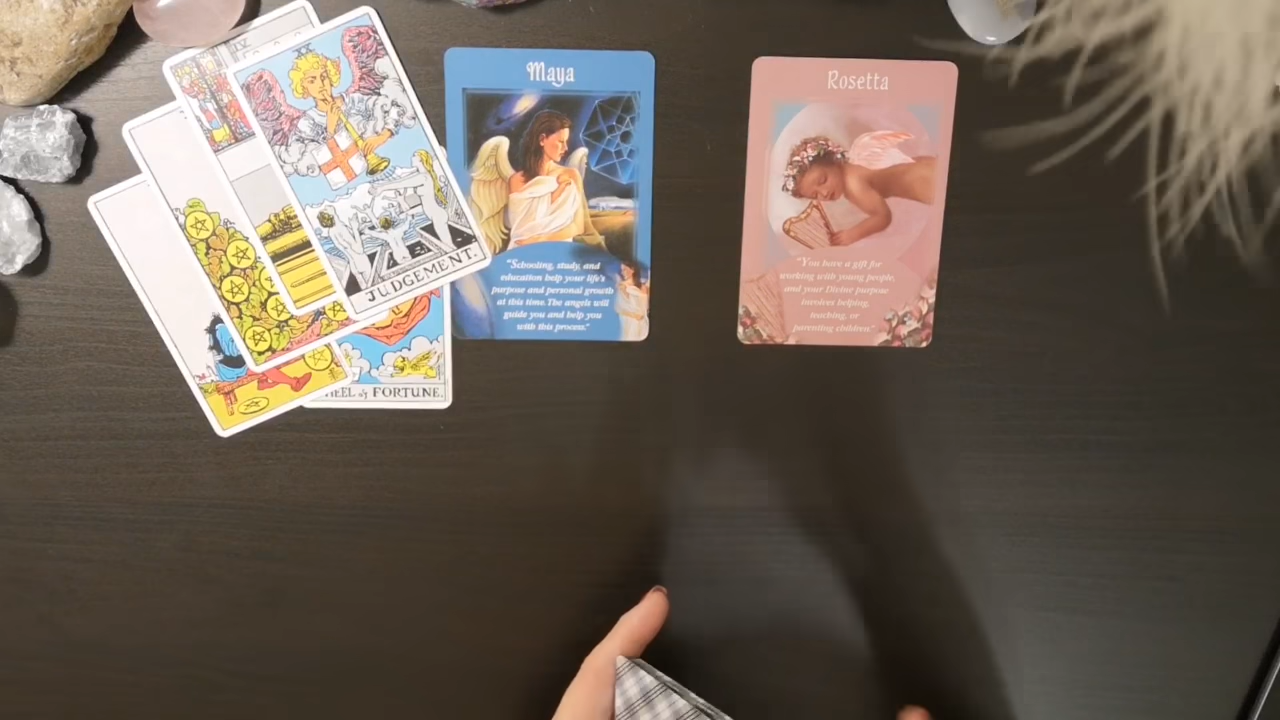 IV
XX
JUDGEMENT.
WHEEL of FORTUNE.
Maya
"Schooling, study, and
education help your life's
purpose and personal growth
at this time. The angels will
guide you and help you
with this process."
Rosetta
"You have a gift for
working with young people,
and your Divine purpose
involves helping,
teaching, or
parenting children."